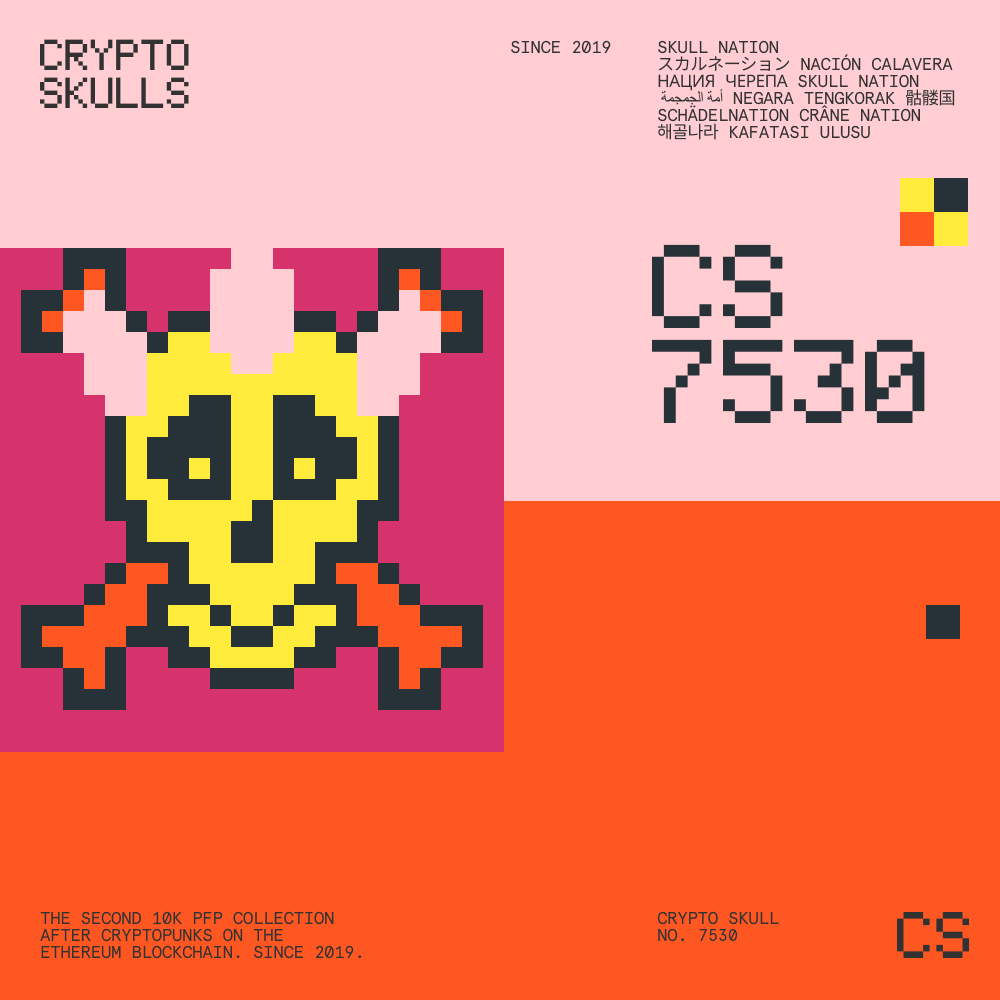 CRYPTO
SKULLS
SINCE 2019
SKULL NATION
スカルネーション NACIÓN CALAVERA
НАЦИЯ ЧЕРЕПА SKULL NATION
أمة الجمجمة NEGARA TENGKORAK 骷髅国
SCHÄDELNATION CRÂNE NATION
해골나라 KAFATASI ULUSU
CS
7530
THE SECOND 10K PFP COLLECTION
AFTER CRYPTOPUNKS ON THE
ETHEREUM BLOCKCHAIN. SINCE 2019.
CRYPTO SKULL
NO. 7530
CS